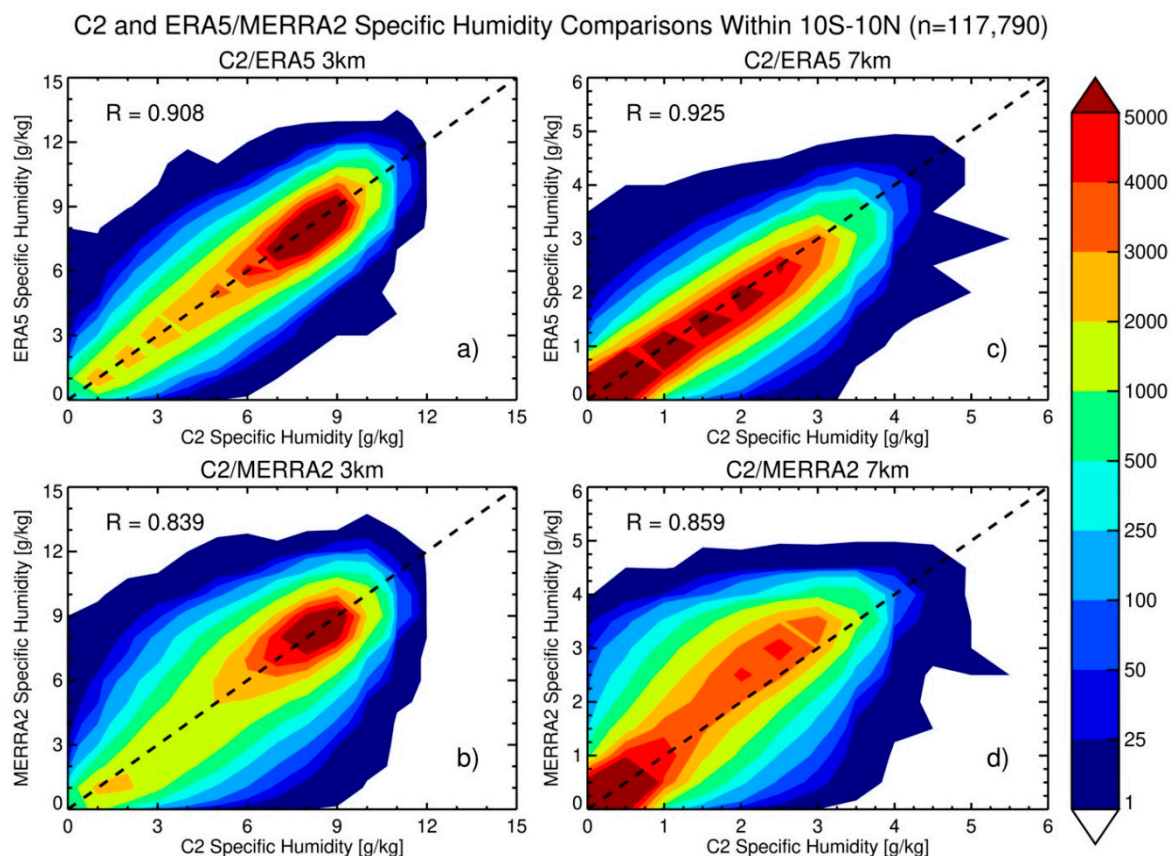 C2 and ERA5/MERRA2 Specific Humidity Comparisons Within 10S-10N (n=117,790)
C2/ERA5 3km
R = 0.908
a)
ERA5 Specific Humidity [g/kg]
15
12
9
6
3
0
0 3 6 9 12 15
C2 Specific Humidity [g/kg]
C2/ERA5 7km
R = 0.925
c)
ERA5 Specific Humidity [g/kg]
6
5
4
3
2
1
0
0 1 2 3 4 5 6
C2 Specific Humidity [g/kg]
C2/MERRA2 3km
R = 0.839
b)
MERRA2 Specific Humidity [g/kg]
15
12
9
6
3
0
0 3 6 9 12 15
C2 Specific Humidity [g/kg]
C2/MERRA2 7km
R = 0.859
d)
MERRA2 Specific Humidity [g/kg]
6
5
4
3
2
1
0
0 1 2 3 4 5 6
C2 Specific Humidity [g/kg]
5000
4000
3000
2000
1000
500
250
100
50
25
1